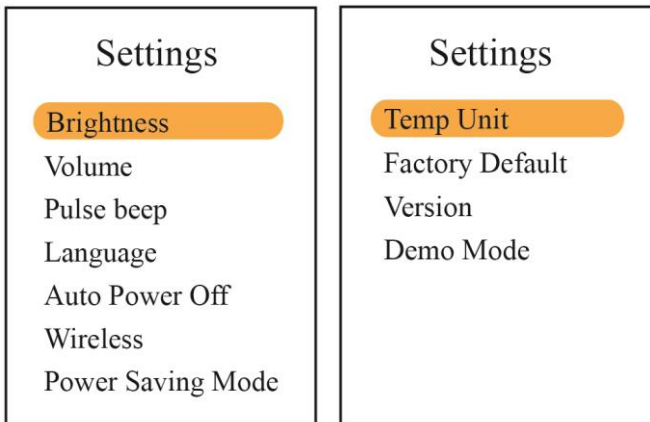 Settings
Brightness
Volume
Pulse beep
Language
Auto Power Off
Wireless
Power Saving Mode
Settings
Temp Unit
Factory Default
Version
Demo Mode